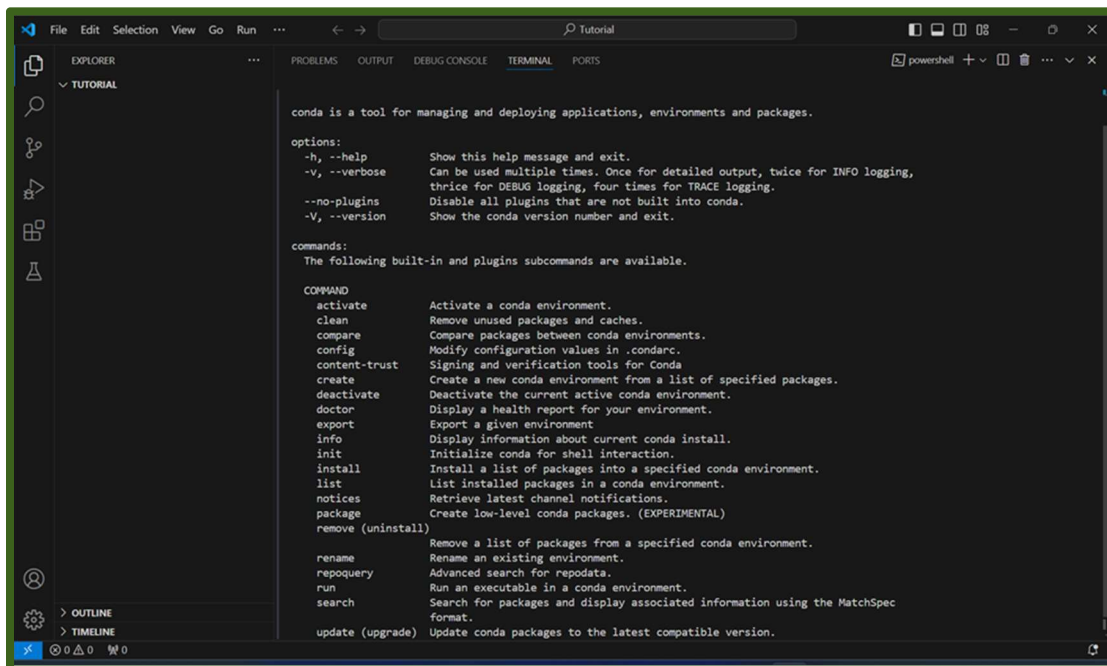 File Edit Selection View Go Run ··· Tutorial
EXPLORER ···
TUTORIAL
PROBLEMS OUTPUT DEBUG CONSOLE TERMINAL PORTS powershell ···
conda is a tool for managing and deploying applications, environments and packages.
options:
-h, --help Show this help message and exit.
-v, --verbose Can be used multiple times. Once for detailed output, twice for INFO logging,
thrice for DEBUG logging, four times for TRACE logging.
--no-plugins Disable all plugins that are not built into conda.
-V, --version Show the conda version number and exit.
commands:
The following built-in and plugins subcommands are available.
COMMAND
activate Activate a conda environment.
clean Remove unused packages and caches.
compare Compare packages between conda environments.
config Modify configuration values in .condarc.
content-trust Signing and verification tools for Conda
create Create a new conda environment from a list of specified packages.
deactivate Deactivate the current active conda environment.
doctor Display a health report for your environment.
export Export a given environment
info Display information about current conda install.
init Initialize conda for shell interaction.
install Install a list of packages into a specified conda environment.
list List installed packages in a conda environment.
notices Retrieve latest channel notifications.
package Create low-level conda packages. (EXPERIMENTAL)
remove (uninstall)
Remove a list of packages from a specified conda environment.
rename Rename an existing environment.
repoquery Advanced search for repodata.
run Run an executable in a conda environment.
search Search for packages and display associated information using the MatchSpec
format.
update (upgrade) Update conda packages to the latest compatible version.
OUTLINE
TIMELINE
0 0 0